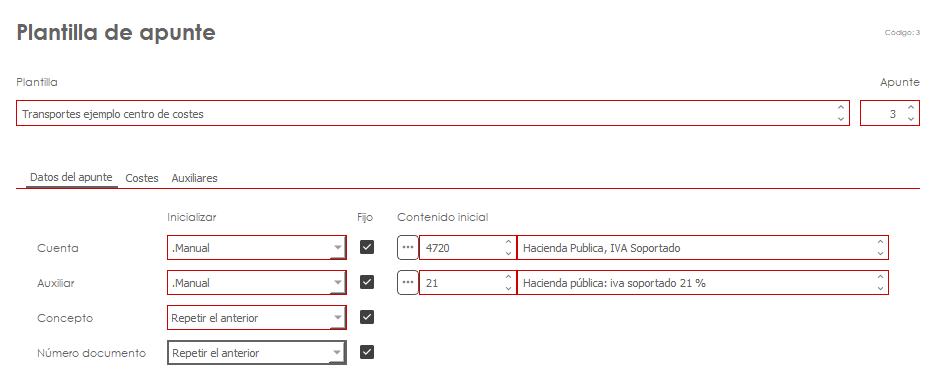 Plantilla de apunte
Código: 3
Plantilla Apunte
Transportes ejemplo centro de costes 3
Datos del apunte Costes Auxiliares
Inicializar Fijo Contenido inicial
Cuenta .Manual 4720 Hacienda Publica, IVA Soportado
Auxiliar .Manual 21 Hacienda pública: iva soportado 21 %
Concepto Repetir el anterior
Número documento Repetir el anterior